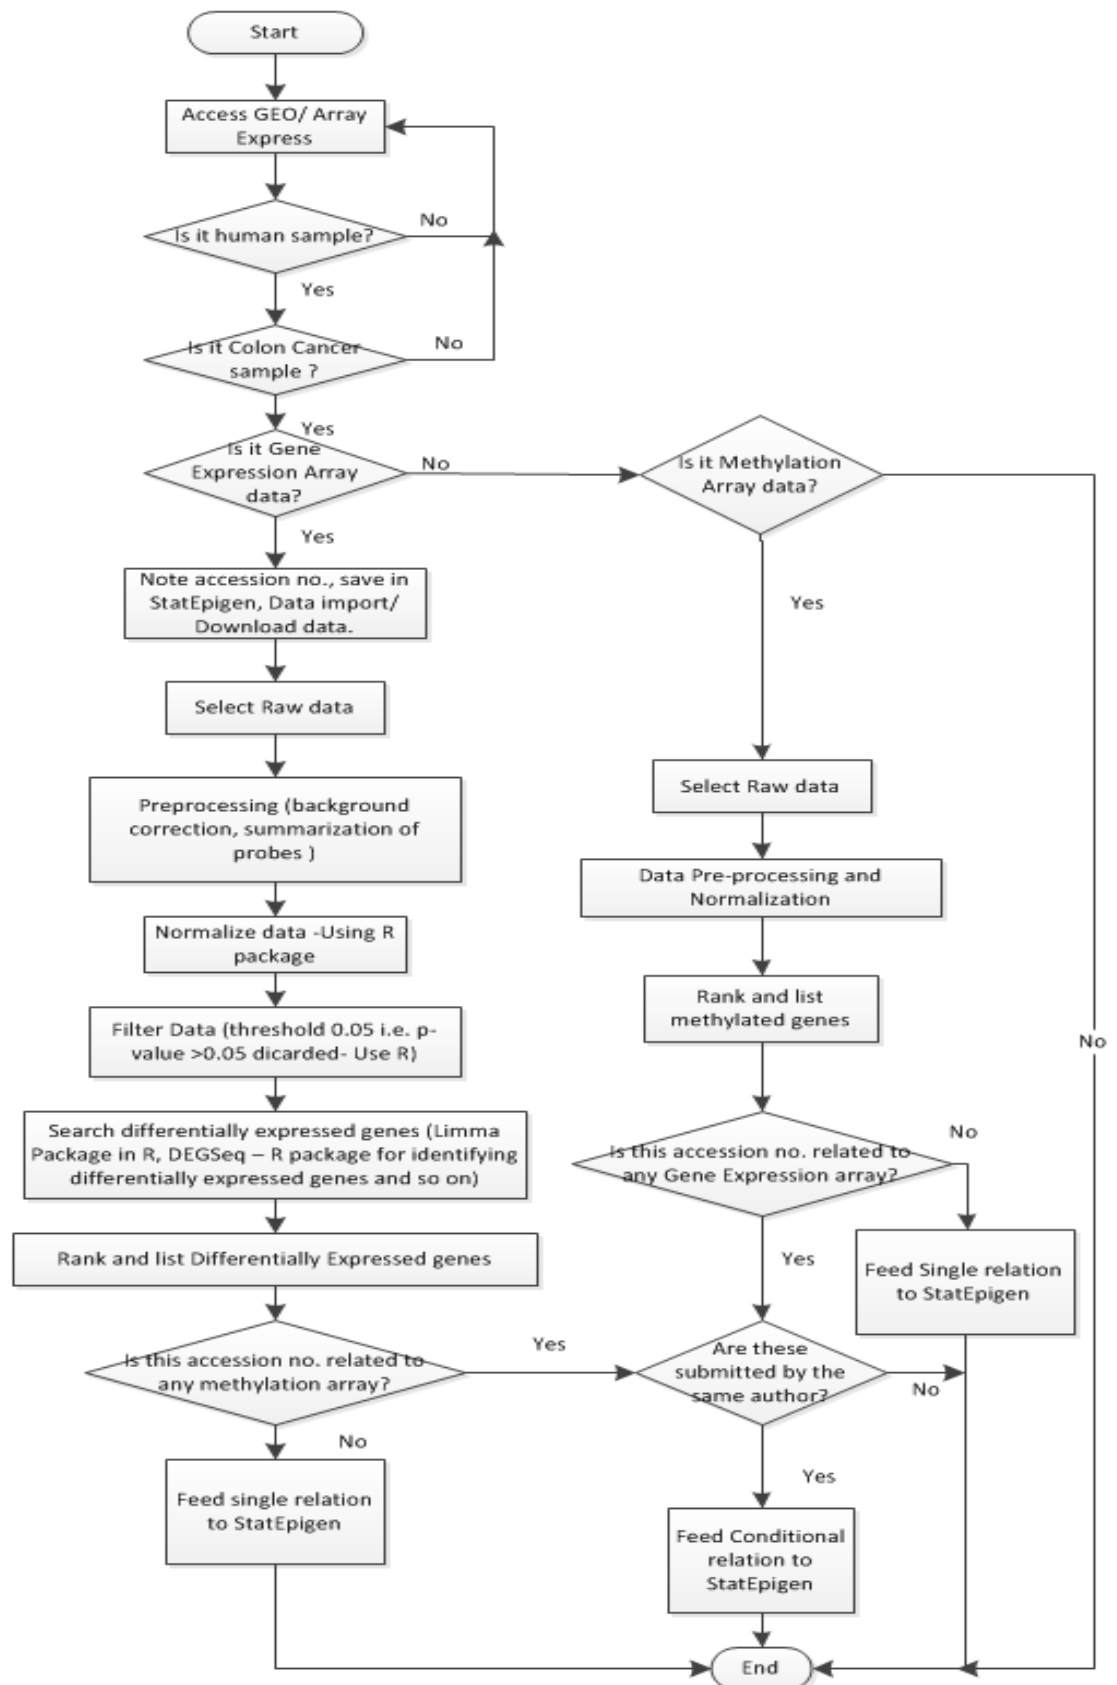 Start
Access GEO/ Array
Express
Is it human sample?
No
Yes
Is it Colon Cancer
sample ?
No
Yes
Is it Gene
Expression Array
data?
No
Is it Methylation
Array data?
Yes
Note accession no., save in
StatEpigen, Data import/
Download data.
Yes
Select Raw data
Select Raw data
Preprocessing (background
correction, summarization of
probes )
Data Pre-processing and
Normalization
Normalize data -Using R
package
Rank and list
methylated genes
Filter Data (threshold 0.05 i.e. p-
value >0.05 dicarded- Use R)
No
Search differentially expressed genes (Limma
Package in R, DEGSeq – R package for identifying
differentially expressed genes and so on)
Is this accession no. related to
any Gene Expression array?
No
Yes
Rank and list Differentially Expressed genes
Feed Single relation
to StatEpigen
Is this accession no. related to
any methylation array?
Yes
Are these
submitted by the
same author?
No
No
Yes
Feed single relation
to StatEpigen
Feed Conditional
relation to
StatEpigen
End